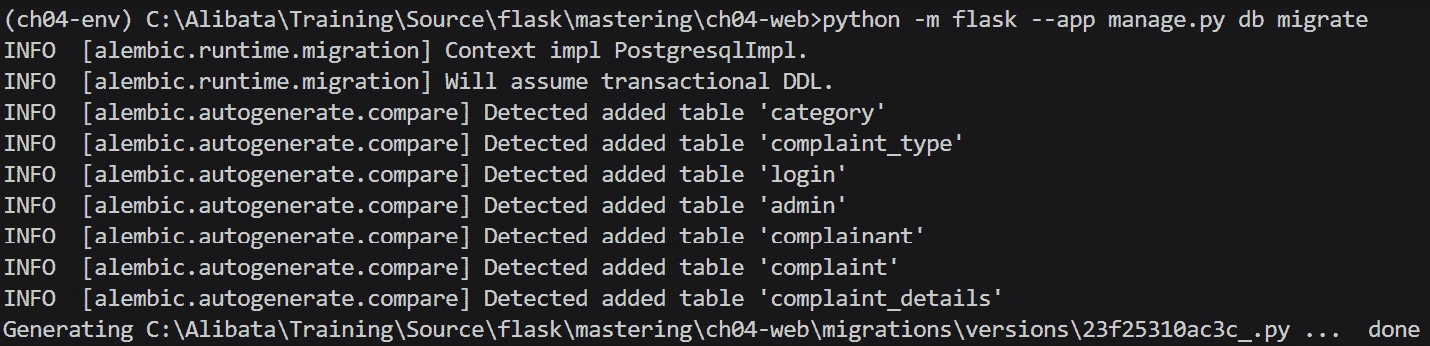 (ch04-env) C:\Alibata\Training\Source\flask\mastering\ch04-web>python -m flask --app manage.py db migrate
INFO  [alembic.runtime.migration] Context impl PostgresqlImpl.
INFO  [alembic.runtime.migration] Will assume transactional DDL.
INFO  [alembic.autogenerate.compare] Detected added table 'category'
INFO  [alembic.autogenerate.compare] Detected added table 'complaint_type'
INFO  [alembic.autogenerate.compare] Detected added table 'login'
INFO  [alembic.autogenerate.compare] Detected added table 'admin'
INFO  [alembic.autogenerate.compare] Detected added table 'complainant'
INFO  [alembic.autogenerate.compare] Detected added table 'complaint'
INFO  [alembic.autogenerate.compare] Detected added table 'complaint_details'
Generating C:\Alibata\Training\Source\flask\mastering\ch04-web\migrations\versions\23f25310ac3c_.py ...  done